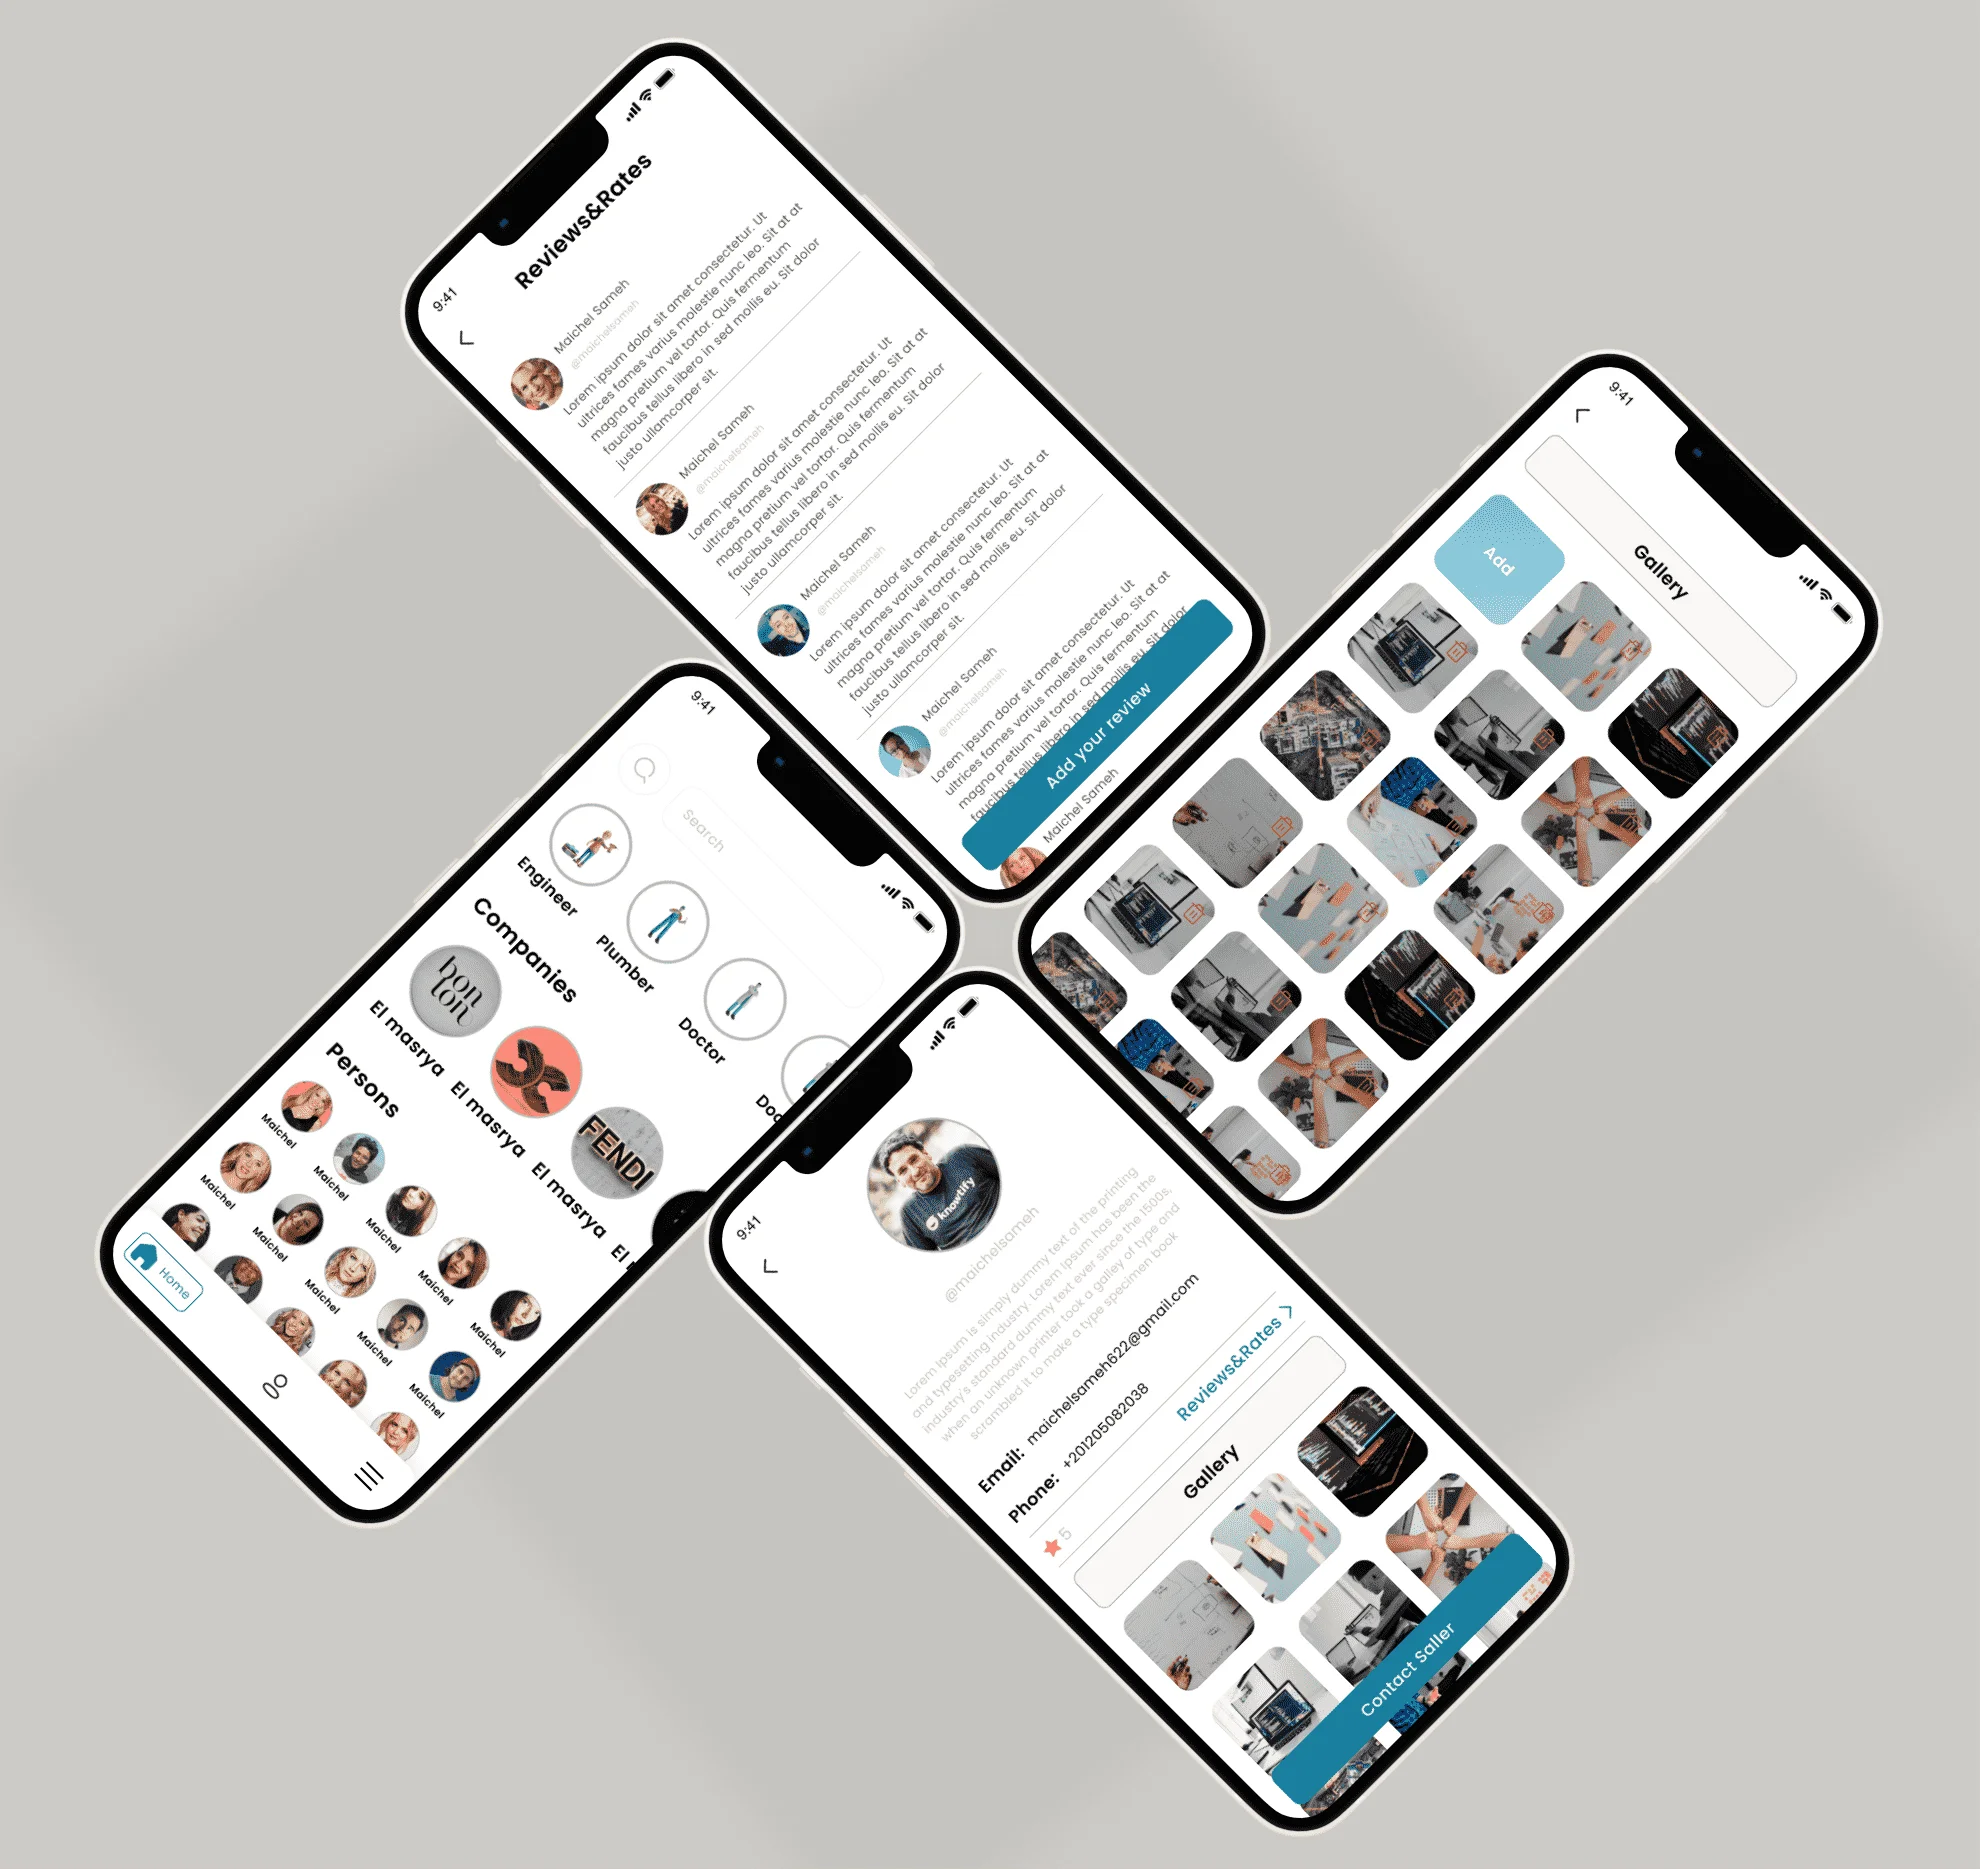 9:41
Reviews&Rates
Maichel Sameh
@maichelsameh
Lorem ipsum dolor sit amet consectetur. Ut
ultrices fames varius molestie nunc leo. Sit at at
magna pretium vel tortor. Quis fermentum
faucibus tellus libero in sed mollis eu. Sit dolor
justo ullamcorper sit.
Maichel Sameh
@maichelsameh
Lorem ipsum dolor sit amet consectetur. Ut
ultrices fames varius molestie nunc leo. Sit at at
magna pretium vel tortor. Quis fermentum
faucibus tellus libero in sed mollis eu. Sit dolor
justo ullamcorper sit.
Maichel Sameh
@maichelsameh
Lorem ipsum dolor sit amet consectetur. Ut
ultrices fames varius molestie nunc leo. Sit at at
magna pretium vel tortor. Quis fermentum
faucibus tellus libero in sed mollis eu. Sit dolor
justo ullamcorper sit.
Maichel Sameh
@maichelsameh
Lorem ipsum dolor sit amet consectetur. Ut
ultrices fames varius molestie nunc leo. Sit at at
magna pretium vel tortor. Quis fermentum
faucibus tellus libero in sed mollis eu. Sit dolor
Add your review
Maichel Sameh
9:41
Gallery
Add
9:41
Search
Engineer
Plumber
Doctor
Doc
Companies
bon
ton
FENDI
El masrya
El masrya
El masrya
El
Persons
Maichel
Maichel
Maichel
Maichel
Maichel
Maichel
Maichel
Maichel
Maichel
Maichel
Home
9:41
knowtify
@maichelsameh
Lorem Ipsum is simply dummy text of the printing
and typesetting industry. Lorem Ipsum has been the
industry's standard dummy text ever since the 1500s,
when an unknown printer took a galley of type and
scrambled it to make a type specimen book
Email: maichelsameh622@gmail.com
Phone: +201205082038
5 Reviews&Rates
Gallery
Contact Saller